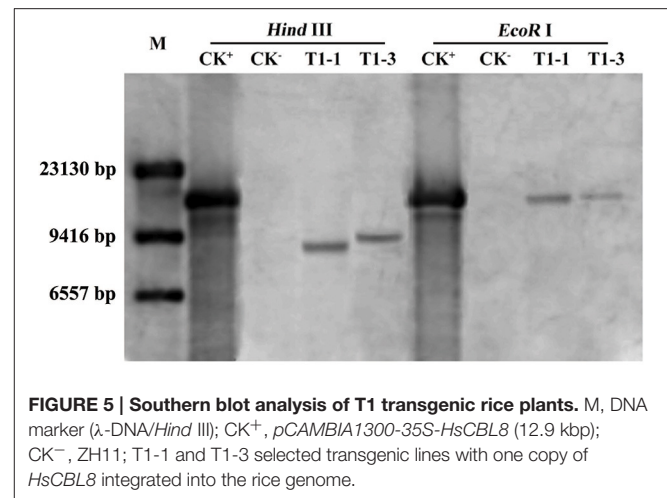 Hind III EcoR I
M CK⁺ CK⁻ T1-1 T1-3 CK⁺ CK⁻ T1-1 T1-3
23130 bp
9416 bp
6557 bp
FIGURE 5 | Southern blot analysis of T1 transgenic rice plants. M, DNA
marker (λ-DNA/Hind III); CK⁺, pCAMBIA1300-35S-HsCBL8 (12.9 kbp);
CK⁻, ZH11; T1-1 and T1-3 selected transgenic lines with one copy of
HsCBL8 integrated into the rice genome.